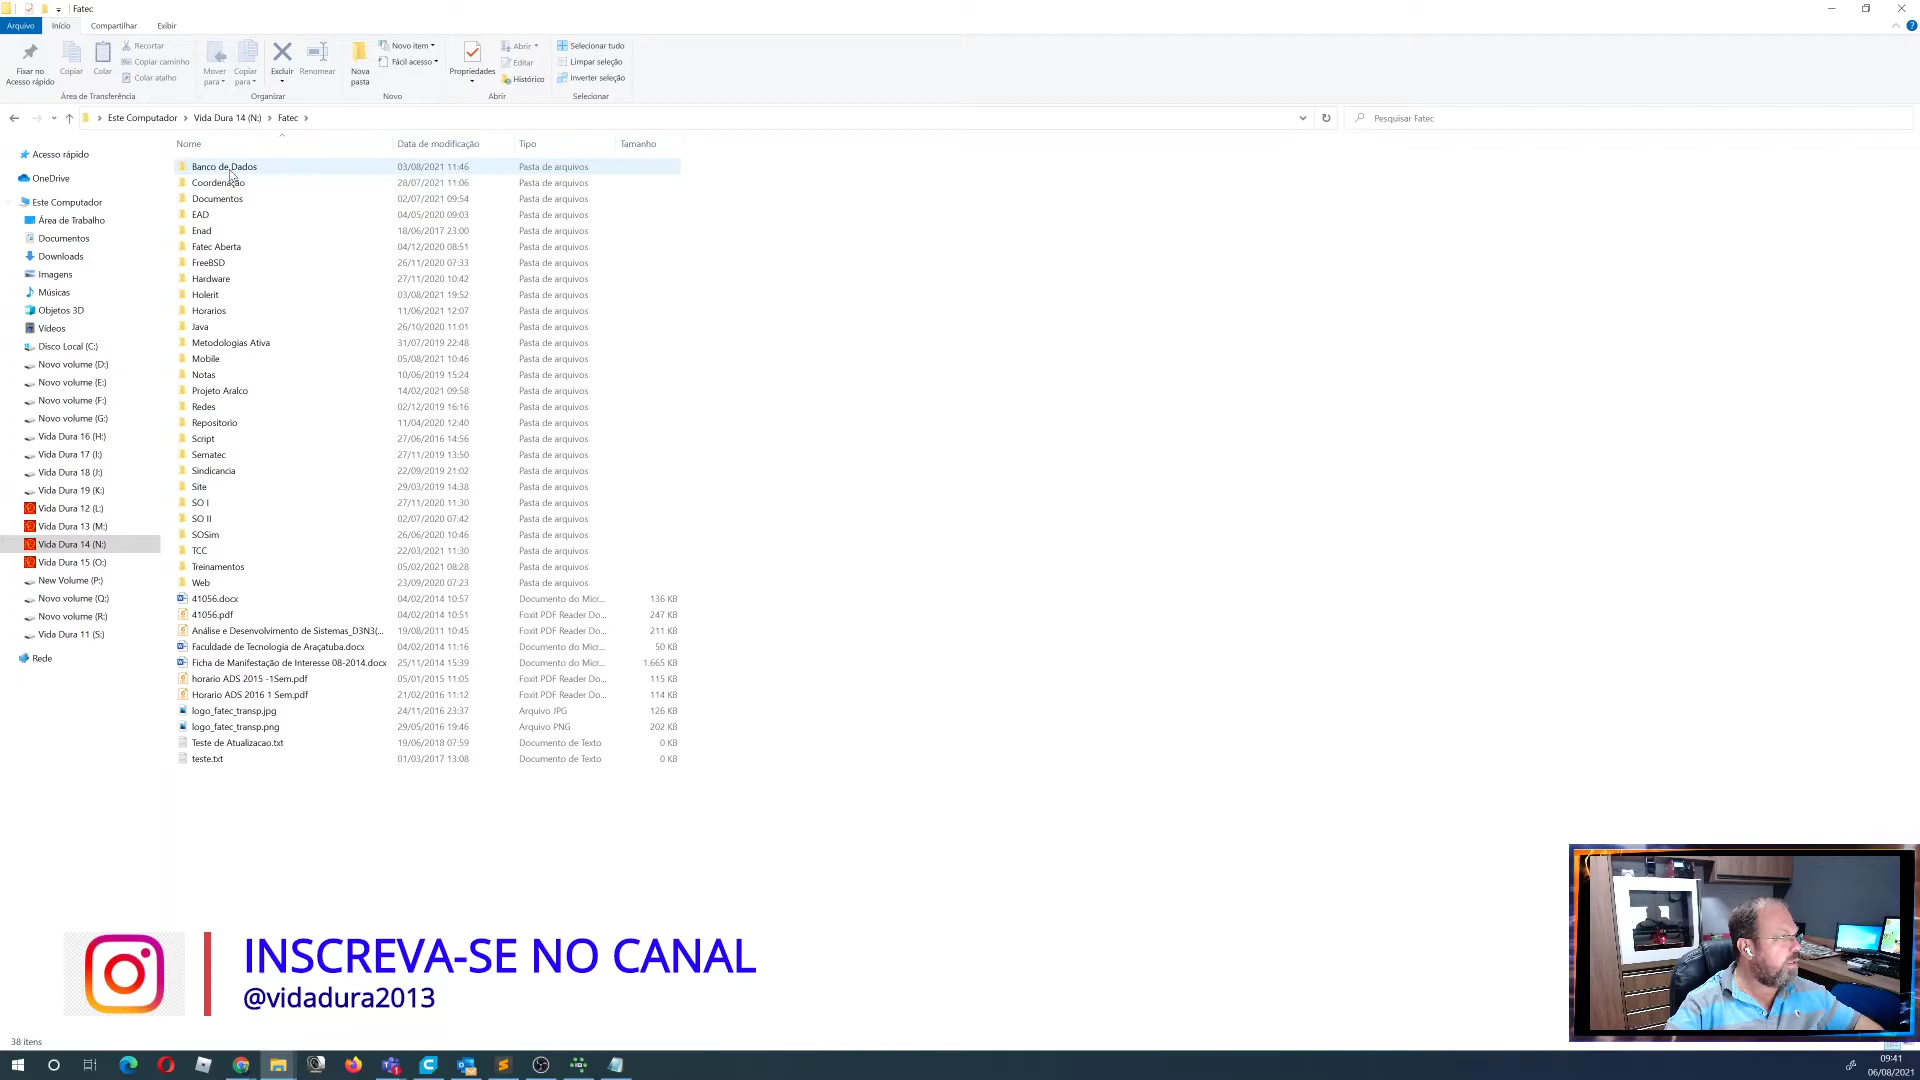 Fatec
Arquivo Início Compartilhar Exibir
Fixar no Acesso rápido
Copiar
Colar
Recortar
Copiar caminho
Colar atalho
Mover para
Copiar para
Excluir
Renomear
Nova pasta
Novo item
Fácil acesso
Propriedades
Abrir
Editar
Histórico
Selecionar tudo
Limpar seleção
Inverter seleção
Área de Transferência Organizar Novo Abrir Selecionar
Este Computador Vida Dura 14 (N:) Fatec
Pesquisar Fatec
Acesso rápido
OneDrive
Este Computador
Área de Trabalho
Documentos
Downloads
Imagens
Músicas
Objetos 3D
Vídeos
Disco Local (C:)
Novo volume (D:)
Novo volume (E:)
Novo volume (F:)
Novo volume (G:)
Vida Dura 16 (H:)
Vida Dura 17 (I:)
Vida Dura 18 (J:)
Vida Dura 19 (K:)
Vida Dura 12 (L:)
Vida Dura 13 (M:)
Vida Dura 14 (N:)
Vida Dura 15 (O:)
New Volume (P:)
Novo volume (Q:)
Novo volume (R:)
Vida Dura 11 (S:)
Rede
Nome Data de modificação Tipo Tamanho
Banco de Dados 03/08/2021 11:46 Pasta de arquivos
Coordenação 28/07/2021 11:06 Pasta de arquivos
Documentos 02/07/2021 09:54 Pasta de arquivos
EAD 04/05/2020 09:03 Pasta de arquivos
Enad 18/06/2017 23:00 Pasta de arquivos
Fatec Aberta 04/12/2020 08:51 Pasta de arquivos
FreeBSD 26/11/2020 07:33 Pasta de arquivos
Hardware 27/11/2020 10:42 Pasta de arquivos
Holerit 03/08/2021 19:52 Pasta de arquivos
Horarios 11/06/2021 12:07 Pasta de arquivos
Java 26/10/2020 11:01 Pasta de arquivos
Metodologias Ativa 31/07/2019 22:48 Pasta de arquivos
Mobile 05/08/2021 10:46 Pasta de arquivos
Notas 10/06/2019 15:24 Pasta de arquivos
Projeto Aralco 14/02/2021 09:58 Pasta de arquivos
Redes 02/12/2019 16:16 Pasta de arquivos
Repositorio 11/04/2020 12:40 Pasta de arquivos
Script 27/06/2016 14:56 Pasta de arquivos
Sematec 27/11/2019 13:50 Pasta de arquivos
Sindicancia 22/09/2019 21:02 Pasta de arquivos
Site 29/03/2019 14:38 Pasta de arquivos
SO I 27/11/2020 11:30 Pasta de arquivos
SO II 02/07/2020 07:42 Pasta de arquivos
SOSim 26/06/2020 10:46 Pasta de arquivos
TCC 22/03/2021 11:30 Pasta de arquivos
Treinamentos 05/02/2021 08:28 Pasta de arquivos
Web 23/09/2020 07:23 Pasta de arquivos
41056.docx 04/02/2014 10:57 Documento do Micr... 136 KB
41056.pdf 04/02/2014 10:51 Foxit PDF Reader Do... 247 KB
Análise e Desenvolvimento de Sistemas_D3N3(... 19/08/2011 10:45 Foxit PDF Reader Do... 211 KB
Faculdade de Tecnologia de Araçatuba.docx 04/02/2014 11:16 Documento do Micr... 50 KB
Ficha de Manifestação de Interesse 08-2014.docx 25/11/2014 15:39 Documento do Micr... 1.665 KB
horario ADS 2015 -1Sem.pdf 05/01/2015 11:05 Foxit PDF Reader Do... 115 KB
Horario ADS 2016 1 Sem.pdf 21/02/2016 11:12 Foxit PDF Reader Do... 114 KB
logo_fatec_transp.jpg 24/11/2016 23:37 Arquivo JPG 126 KB
logo_fatec_transp.png 29/05/2016 19:46 Arquivo PNG 202 KB
Teste de Atualizacao.txt 19/06/2018 07:59 Documento de Texto 0 KB
teste.txt 01/03/2017 13:08 Documento de Texto 0 KB
INSCREVA-SE NO CANAL
@vidadura2013
38 itens
09:41
06/08/2021